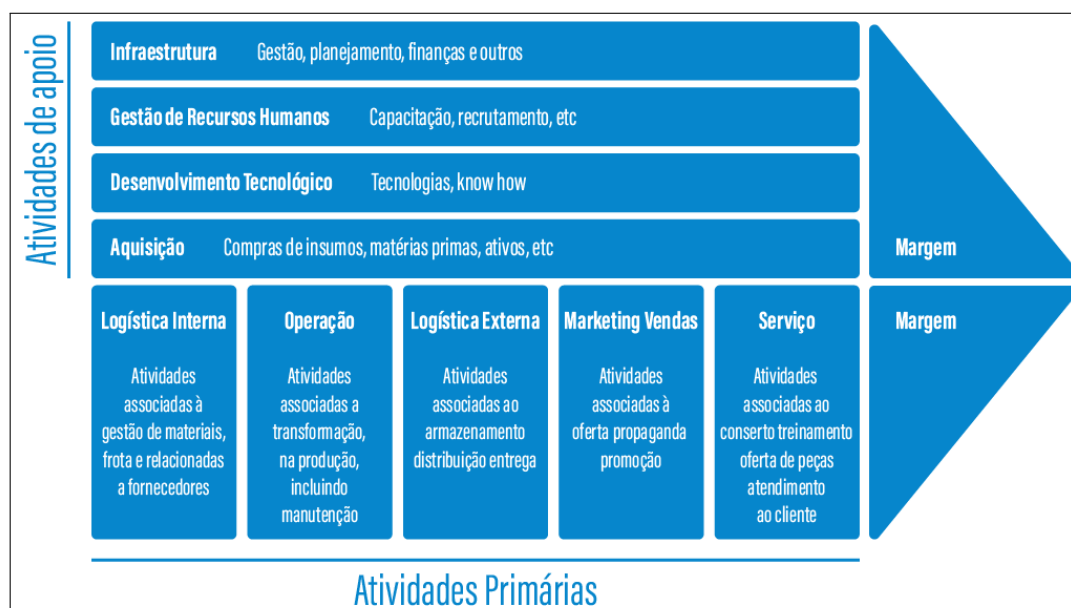 Atividades de apoio
Infraestrutura Gestão, planejamento, finanças e outros
Gestão de Recursos Humanos Capacitação, recrutamento, etc
Desenvolvimento Tecnológico Tecnologias, know how
Aquisição Compras de insumos, matérias primas, ativos, etc
Margem
Logística Interna
Atividades
associadas à
gestão de materiais,
frota e relacionadas
a fornecedores
Operação
Atividades
associadas a
transformação,
na produção,
incluindo
manutenção
Logística Externa
Atividades
associadas ao
armazenamento
distribuição entrega
Marketing Vendas
Atividades
associadas à
oferta propaganda
promoção
Serviço
Atividades
associadas ao
conserto treinamento
oferta de peças
atendimento
ao cliente
Margem
Atividades Primárias